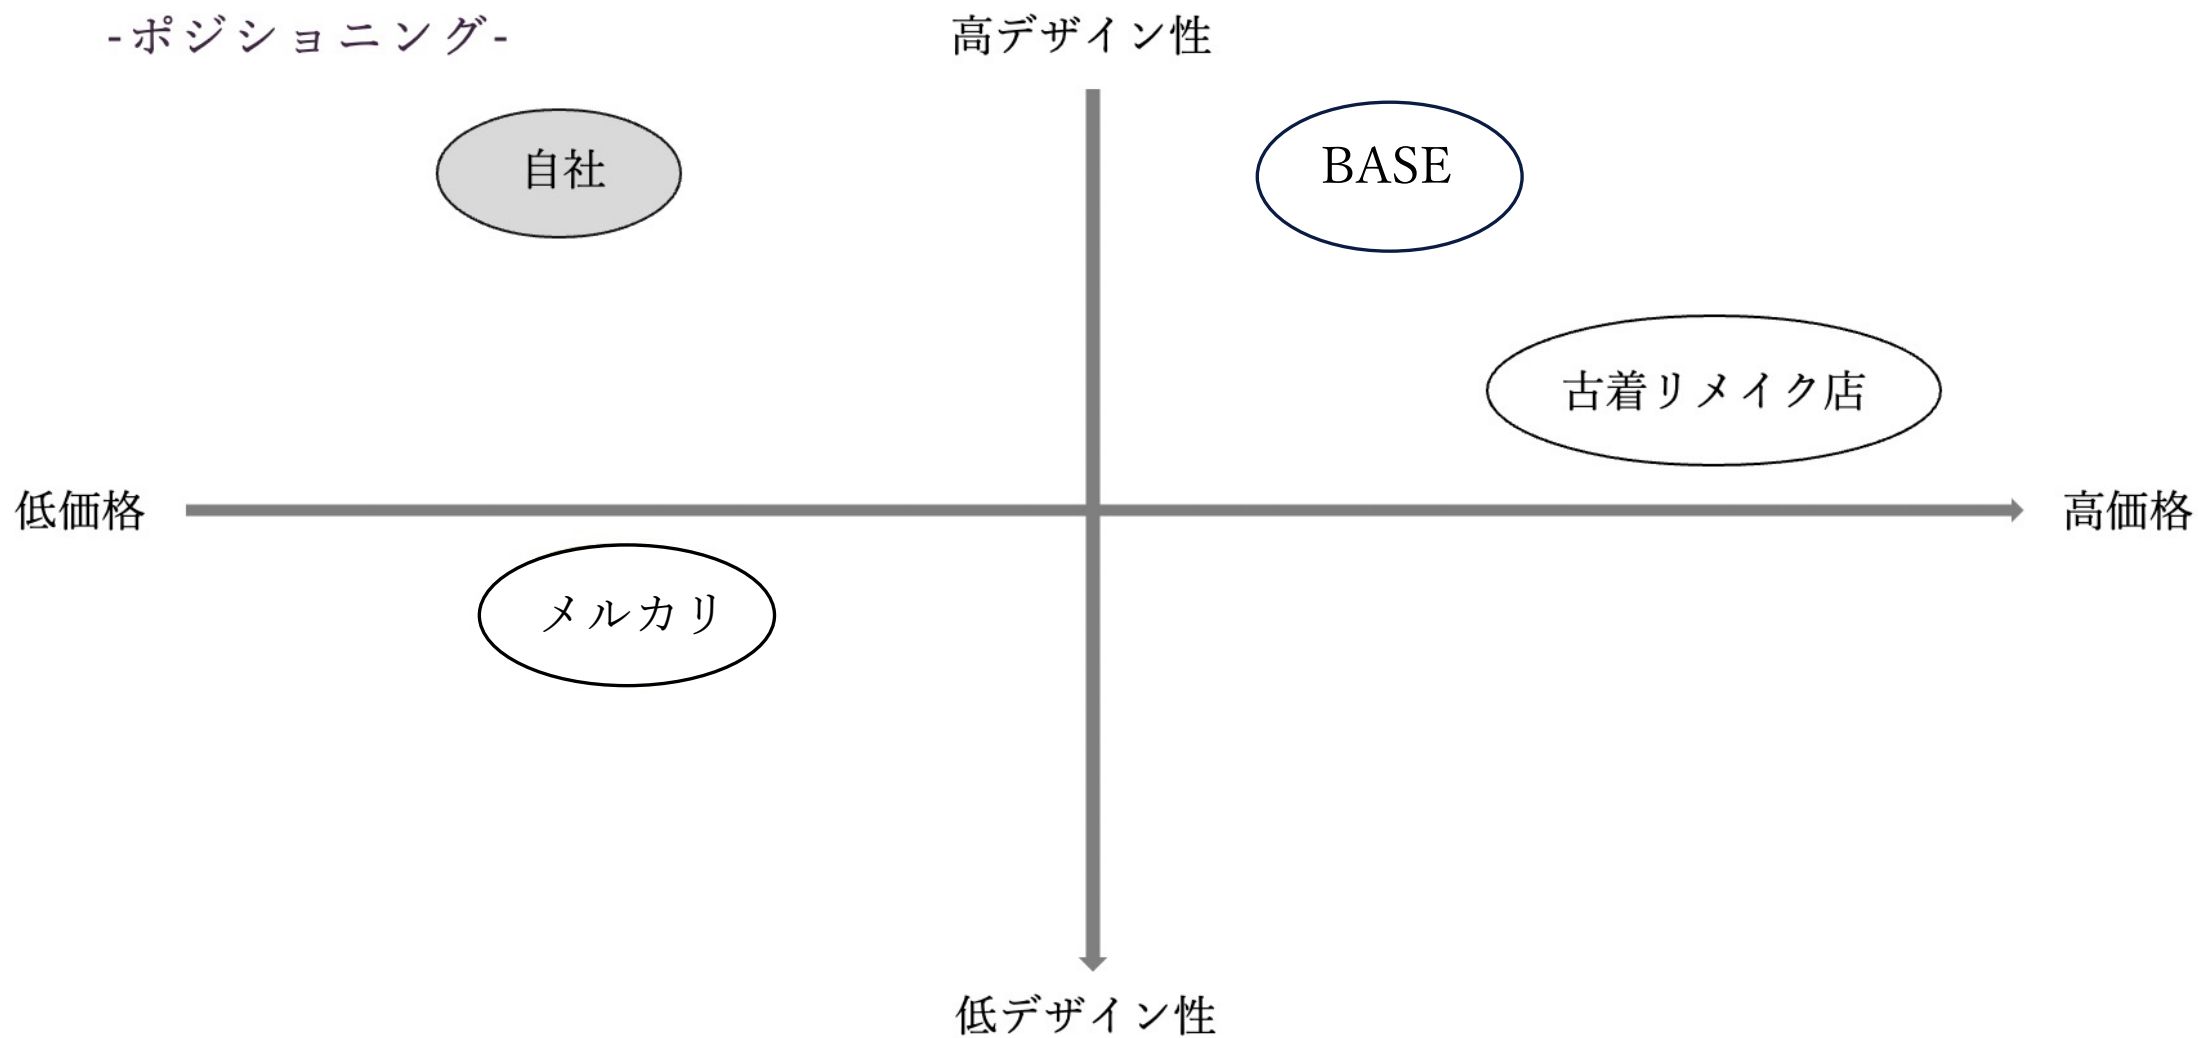 -ポジショニング-
高デザイン性
自社
BASE
古着リメイク店
低価格
高価格
メルカリ
低デザイン性